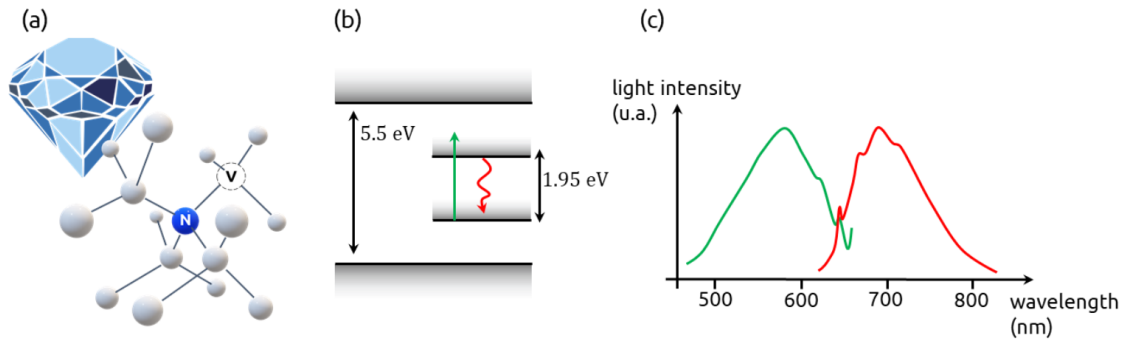 (a)
(b)
(c)
V
N
5.5 eV
1.95 eV
light intensity
(u.a.)
500
600
700
800
wavelength
(nm)